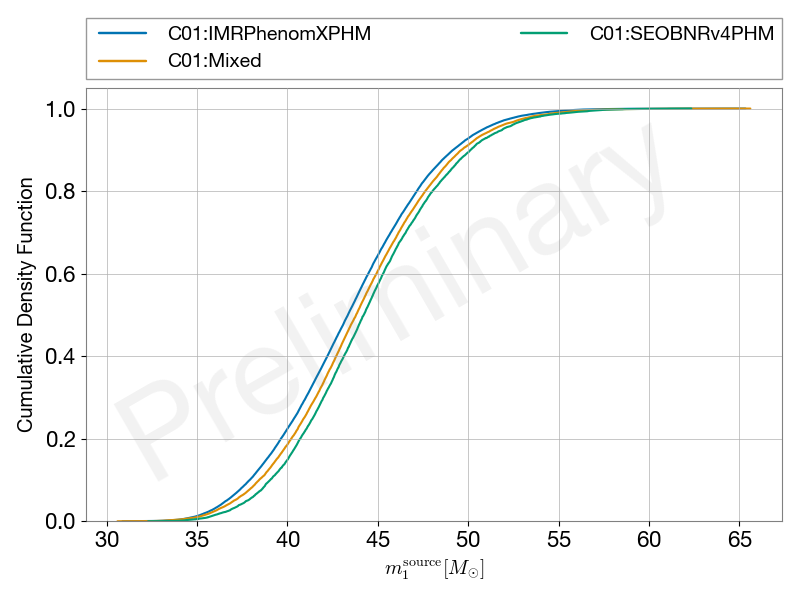 C01:IMRPhenomXPHM
C01:SEOBNRv4PHM
C01:Mixed
Cumulative Density Function
1.0
0.8
0.6
0.4
0.2
0.0
Preliminary
30 35 40 45 50 55 60 65
m₁^source [M☉]